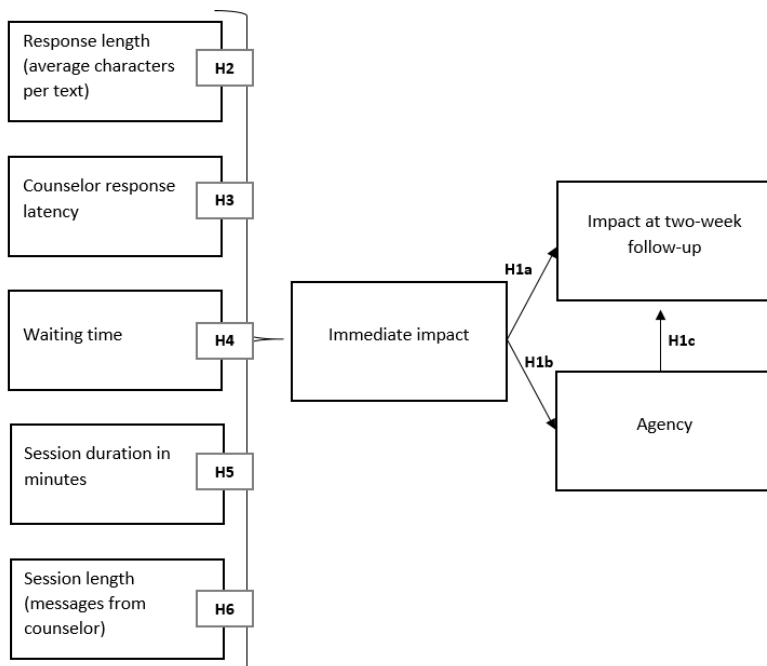 Response length
(average characters
per text)
H2
Counselor response
latency
H3
Waiting time
H4
Session duration in
minutes
H5
Session length
(messages from
counselor)
H6
Immediate impact
H1a
H1b
Impact at two-week
follow-up
H1c
Agency